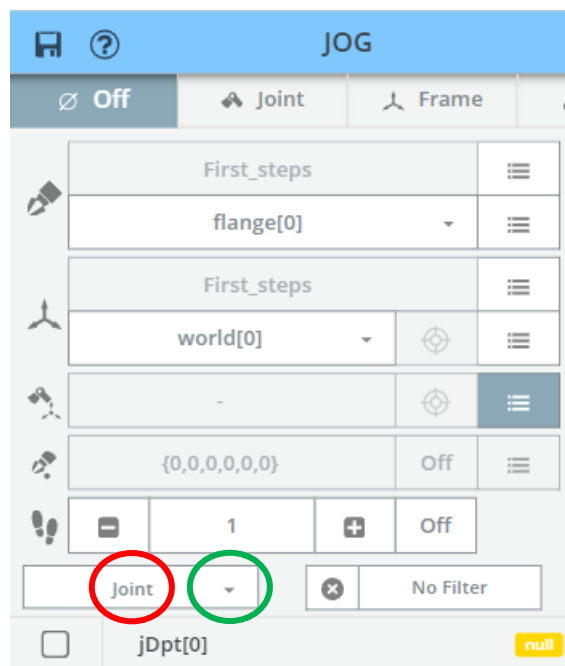 JOG
Off Joint Frame
First_steps
flange[0]
First_steps
world[0]
-
{0,0,0,0,0,0} Off
1 Off
Joint No Filter
jDpt[0] null